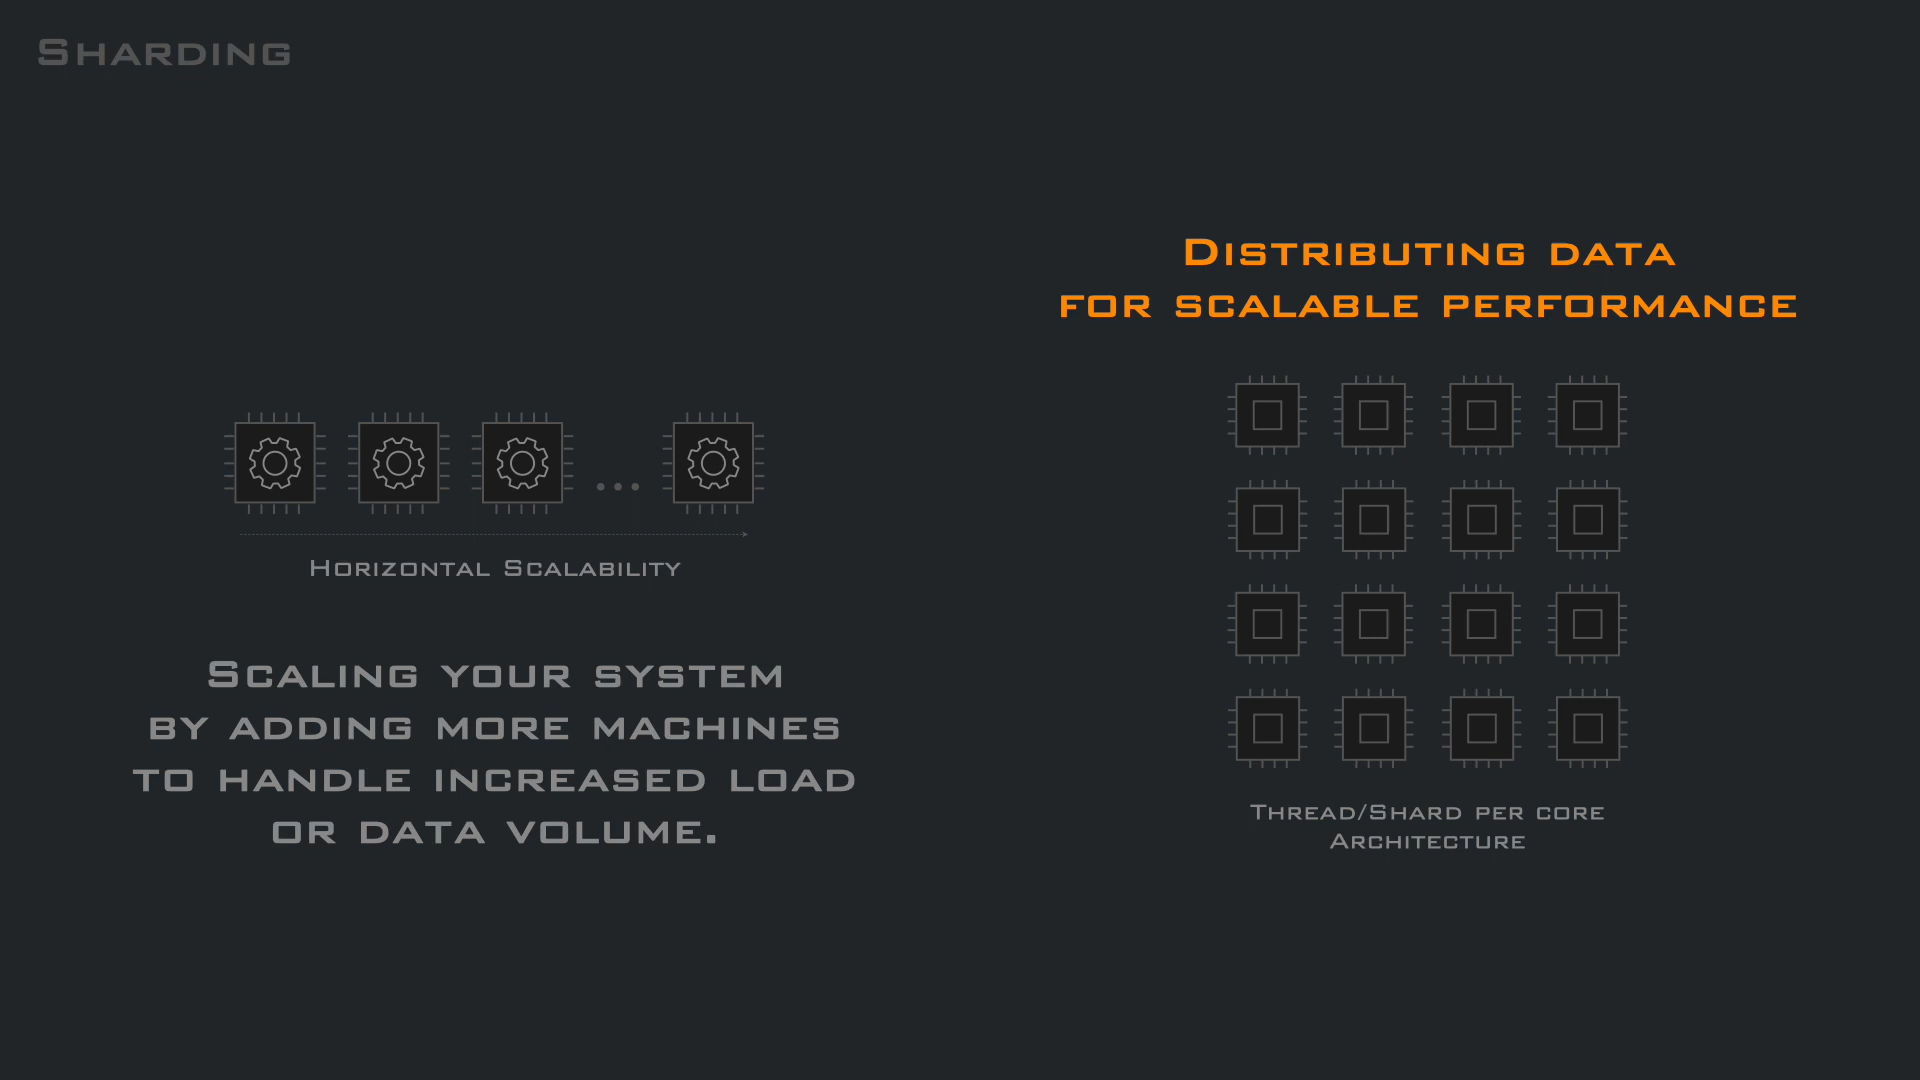 Sharding
Horizontal Scalability
Scaling your system
by adding more machines
to handle increased load
or data volume.
Distributing data
for scalable performance
Thread/Shard per core
Architecture